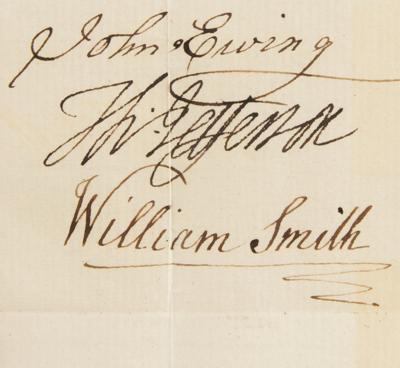 John Ewing
Th: Jefferson
William Smith